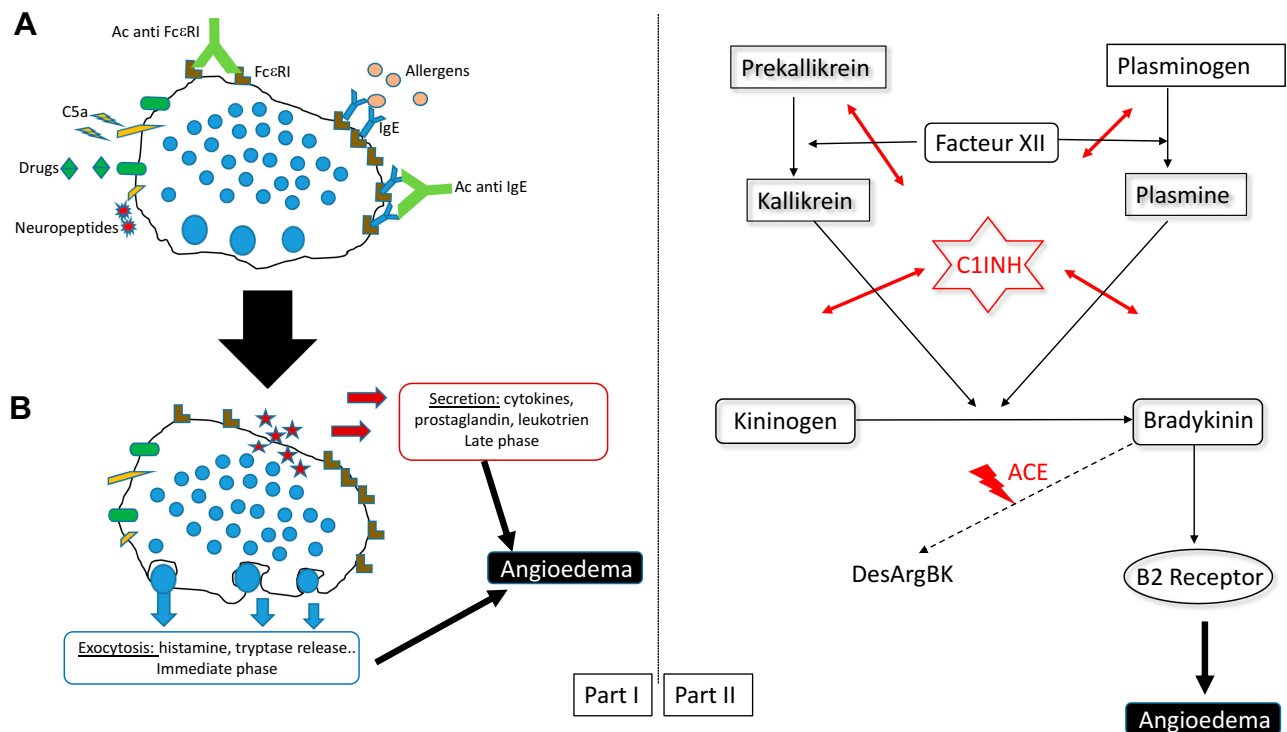 A
Ac anti FcεRI
FcεRI
Allergens
C5a
IgE
Drugs
Ac anti IgE
Neuropeptides
B
Secretion: cytokines,
prostaglandin, leukotrien
Late phase
Angioedema
Exocytosis: histamine, tryptase release..
Immediate phase
Part I
Part II
Prekallikrein
Plasminogen
Facteur XII
Kallikrein
Plasmine
C1INH
Kininogen
Bradykinin
ACE
DesArgBK
B2 Receptor
Angioedema